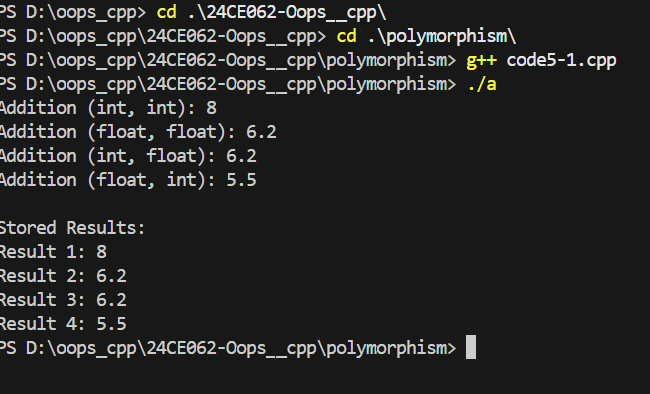 PS D:\oops_cpp> cd .\24CE062-Oops__cpp\
PS D:\oops_cpp\24CE062-Oops__cpp> cd .\polymorphism\
PS D:\oops_cpp\24CE062-Oops__cpp\polymorphism> g++ code5-1.cpp
PS D:\oops_cpp\24CE062-Oops__cpp\polymorphism> ./a
Addition (int, int): 8
Addition (float, float): 6.2
Addition (int, float): 6.2
Addition (float, int): 5.5
Stored Results:
Result 1: 8
Result 2: 6.2
Result 3: 6.2
Result 4: 5.5
PS D:\oops_cpp\24CE062-Oops__cpp\polymorphism>